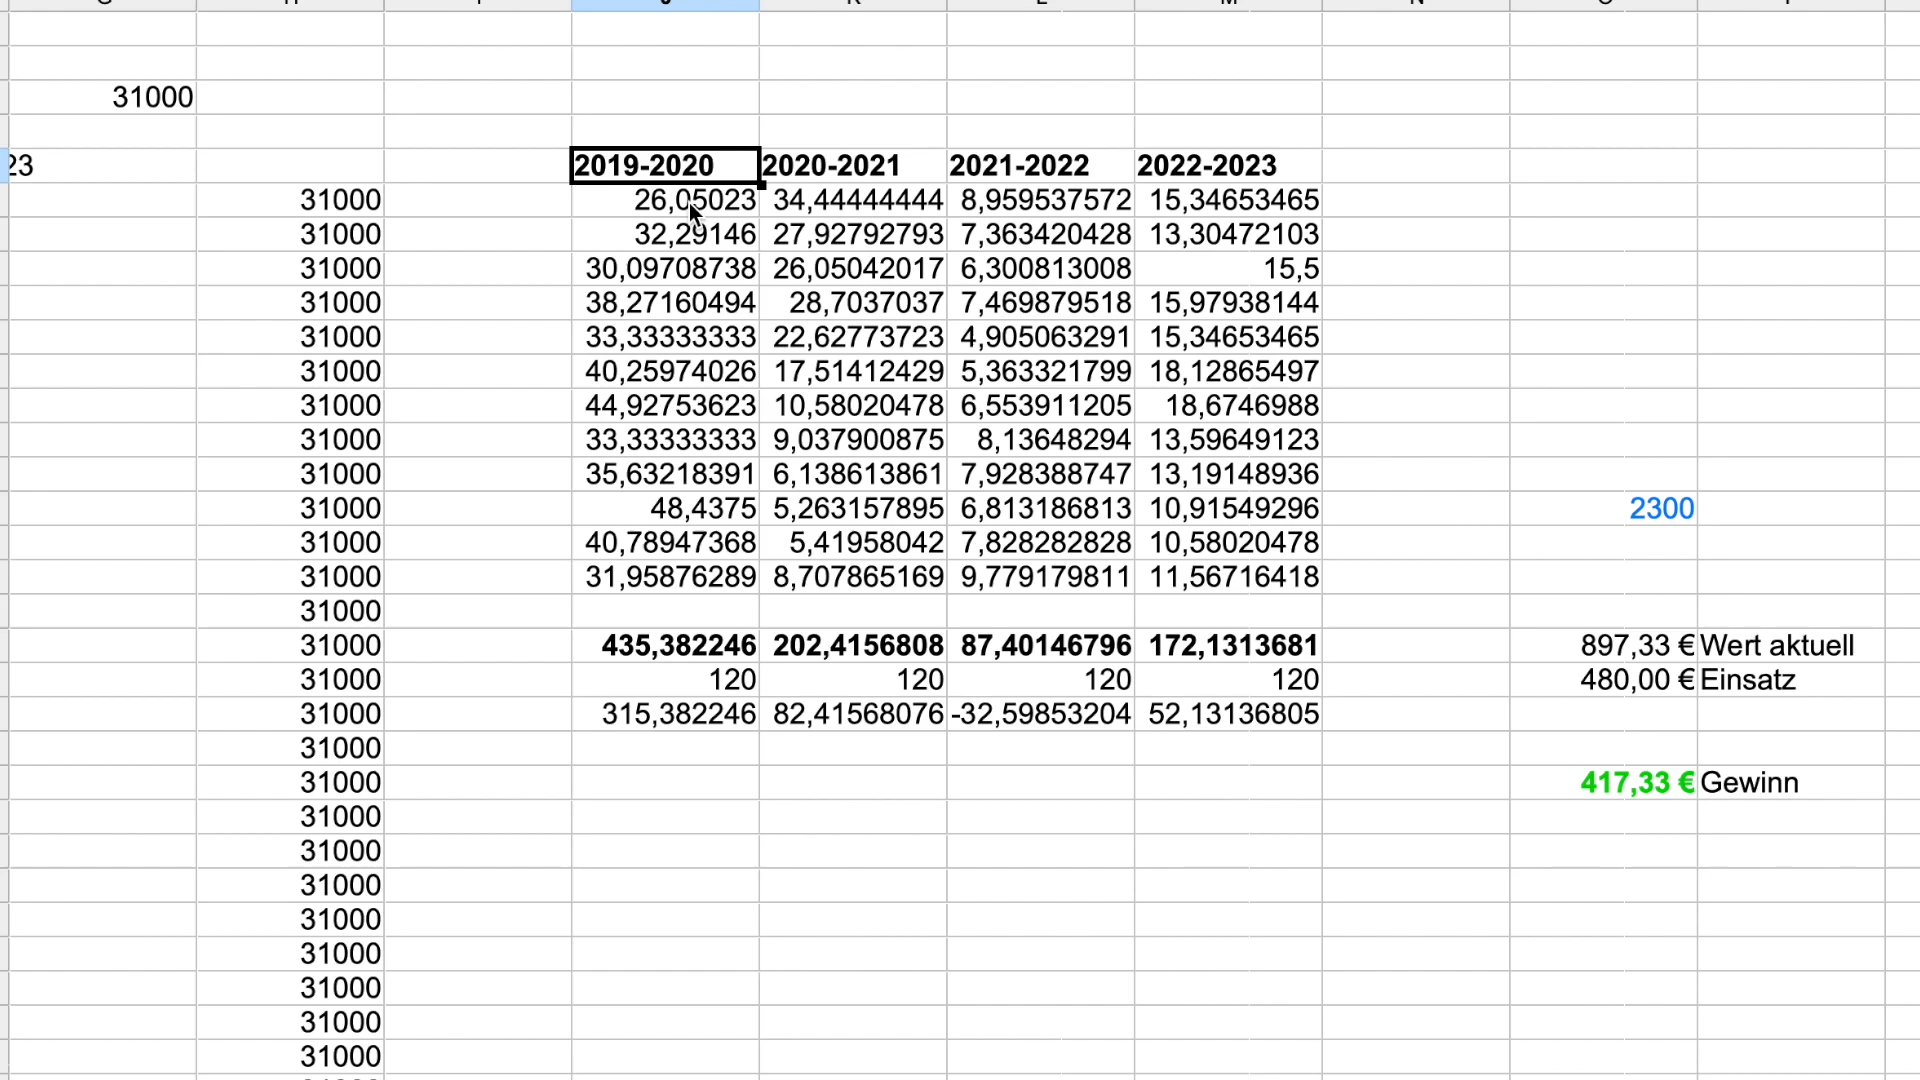 31000
23 2019-2020 2020-2021 2021-2022 2022-2023
31000 26,05023 34,44444444 8,959537572 15,34653465
31000 32,29146 27,92792793 7,363420428 13,30472103
31000 30,09708738 26,05042017 6,300813008 15,5
31000 38,27160494 28,7037037 7,469879518 15,97938144
31000 33,33333333 22,62773723 4,905063291 15,34653465
31000 40,25974026 17,51412429 5,363321799 18,12865497
31000 44,92753623 10,58020478 6,553911205 18,6746988
31000 33,33333333 9,037900875 8,13648294 13,59649123
31000 35,63218391 6,138613861 7,928388747 13,19148936
31000 48,4375 5,263157895 6,813186813 10,91549296 2300
31000 40,78947368 5,41958042 7,828282828 10,58020478
31000 31,95876289 8,707865169 9,779179811 11,56716418
31000
31000 435,382246 202,4156808 87,40146796 172,1313681 897,33 € Wert aktuell
31000 120 120 120 120 480,00 € Einsatz
31000 315,382246 82,41568076 -32,59853204 52,13136805
31000
31000 417,33 € Gewinn
31000
31000
31000
31000
31000
31000
31000
31000